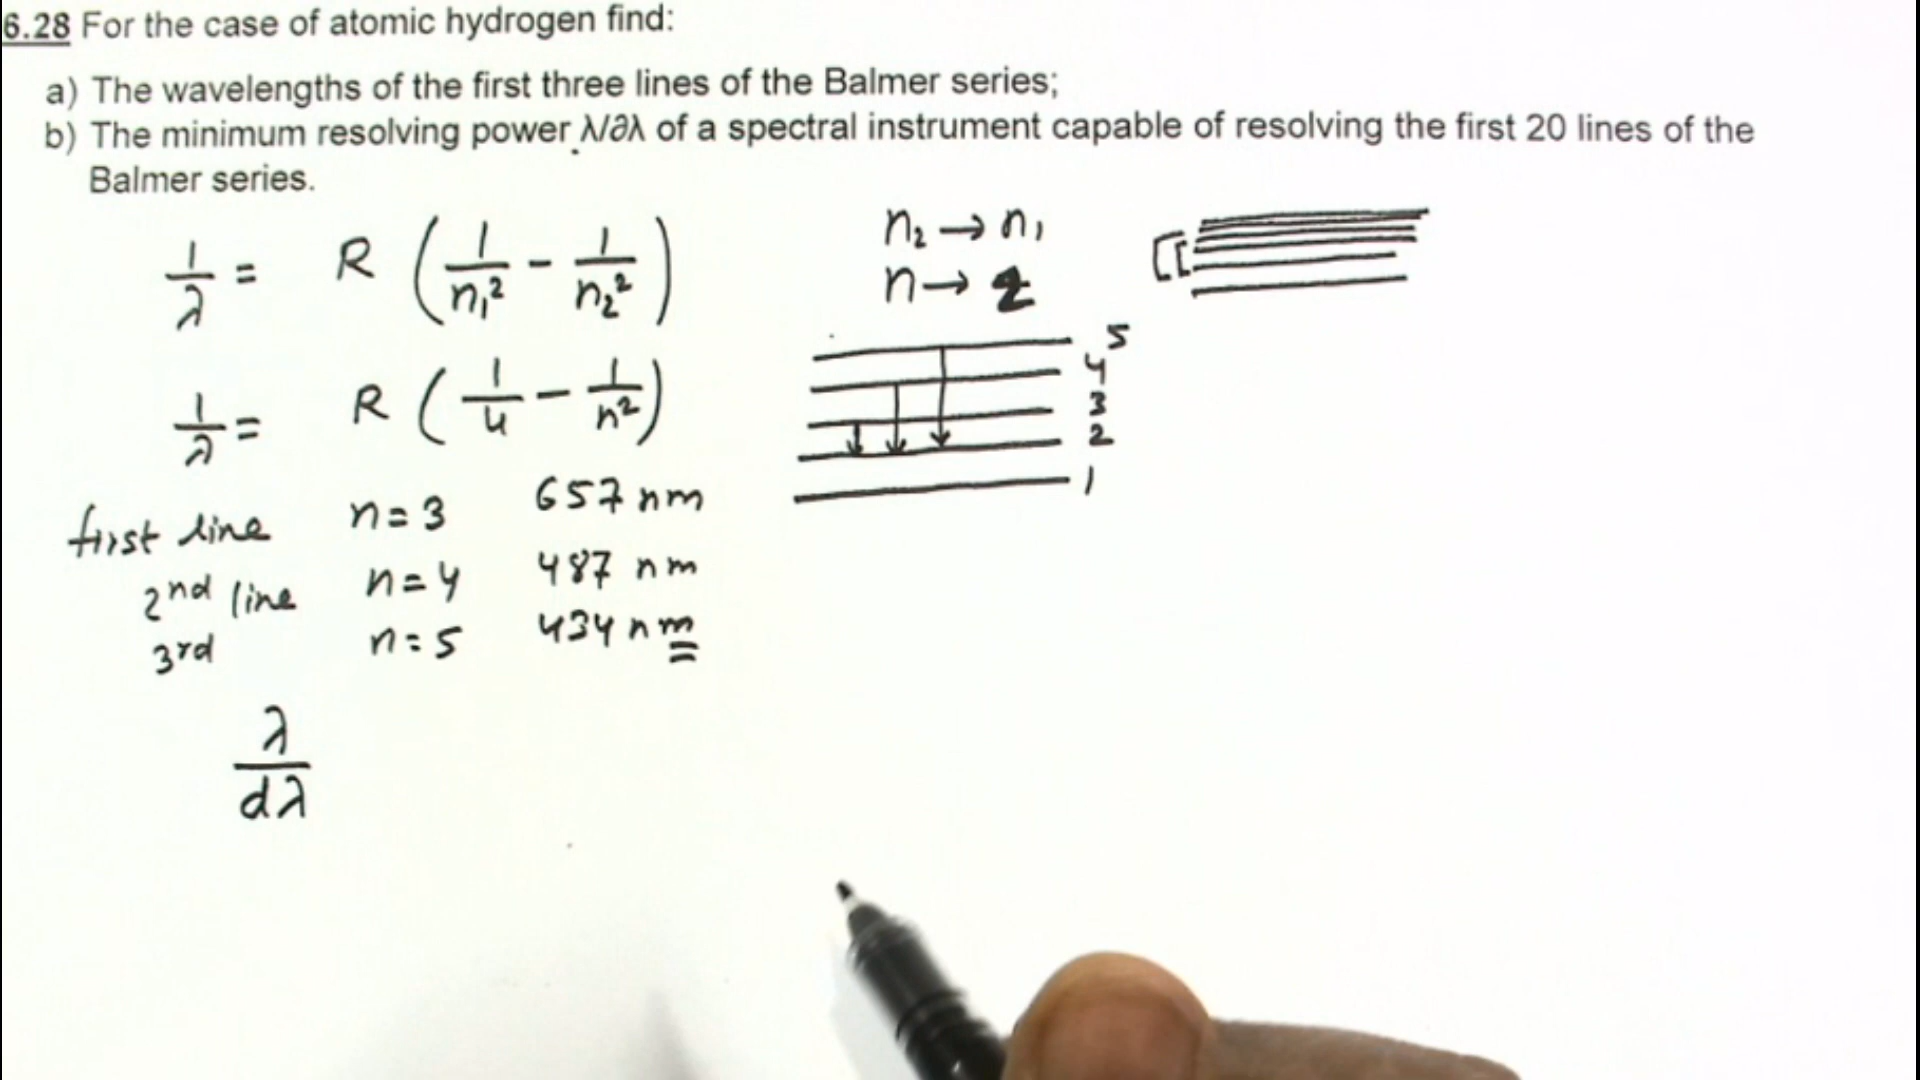 6.28 For the case of atomic hydrogen find:
a) The wavelengths of the first three lines of the Balmer series;
b) The minimum resolving power λ/∂λ of a spectral instrument capable of resolving the first 20 lines of the
Balmer series.
1/λ = R (1/n₁² - 1/n₂²)
n₂ → n₁
n → 2
1/λ = R (1/4 - 1/n²)
5
4
3
2
1
first line n = 3 657 nm
2nd line n = 4 487 nm
3rd n = 5 434 nm
λ/dλ